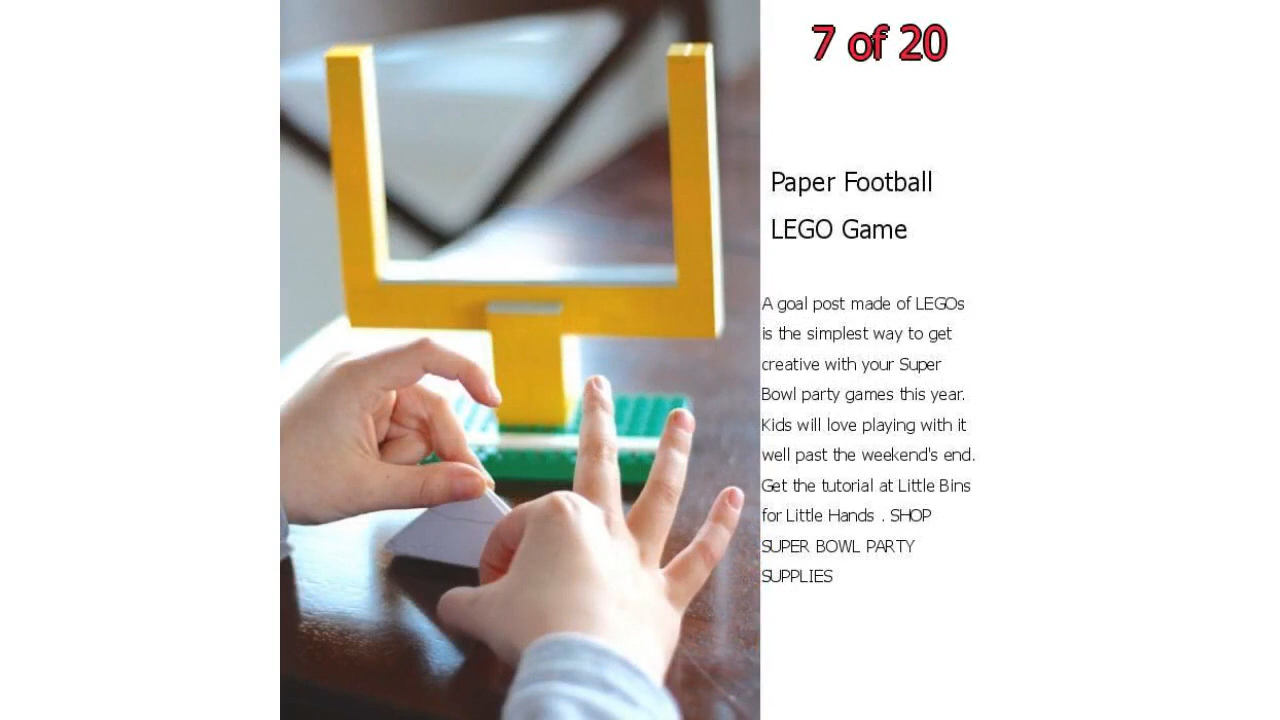 7 of 20
Paper Football
LEGO Game
A goal post made of LEGOs
is the simplest way to get
creative with your Super
Bowl party games this year.
Kids will love playing with it
well past the weekend's end.
Get the tutorial at Little Bins
for Little Hands . SHOP
SUPER BOWL PARTY
SUPPLIES